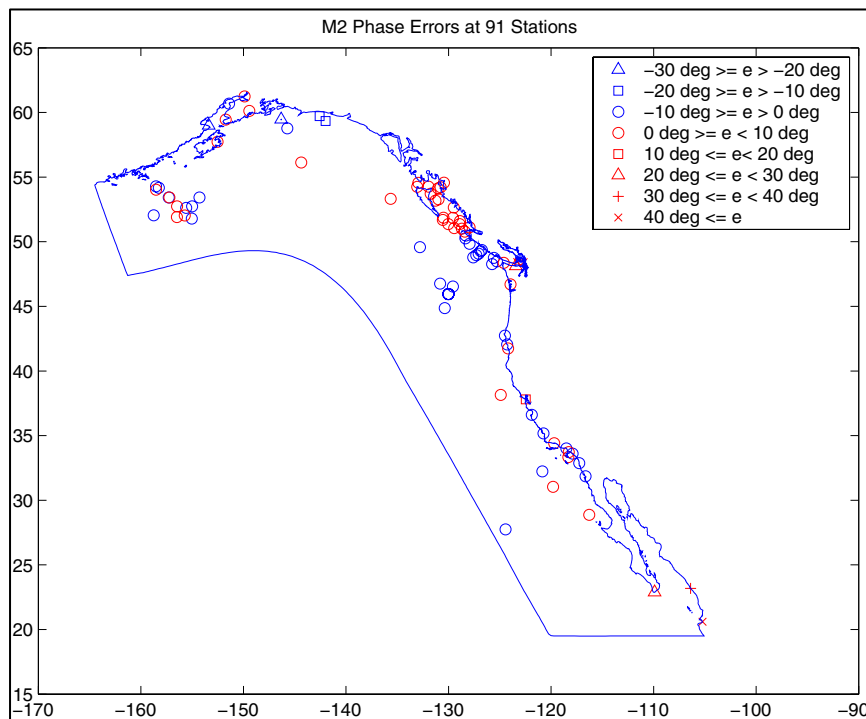 M2 Phase Errors at 91 Stations
65
60
55
50
45
40
35
30
25
20
15
−30 deg >= e > −20 deg
−20 deg >= e > −10 deg
−10 deg >= e > 0 deg
0 deg >= e < 10 deg
10 deg <= e< 20 deg
20 deg <= e < 30 deg
30 deg <= e < 40 deg
40 deg <= e
−170 −160 −150 −140 −130 −120 −110 −100 −90